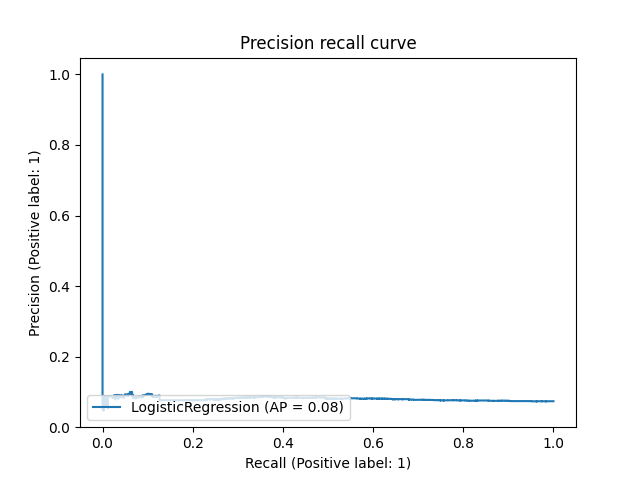 Precision recall curve
Precision (Positive label: 1)
1.0
0.8
0.6
0.4
0.2
0.0
LogisticRegression (AP = 0.08)
0.0 0.2 0.4 0.6 0.8 1.0
Recall (Positive label: 1)